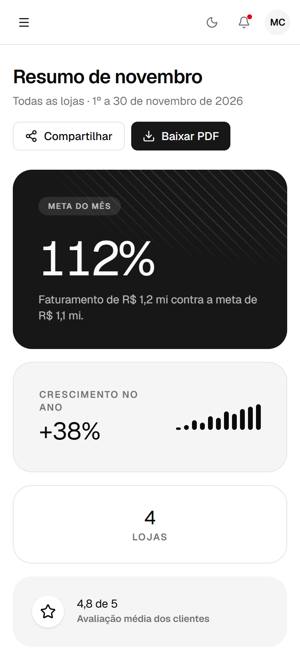 MC
Resumo de novembro
Todas as lojas · 1º a 30 de novembro de 2026
Compartilhar
Baixar PDF
META DO MÊS
112%
Faturamento de R$ 1,2 mi contra a meta de
R$ 1,1 mi.
CRESCIMENTO NO
ANO
+38%
4
LOJAS
4,8 de 5
Avaliação média dos clientes